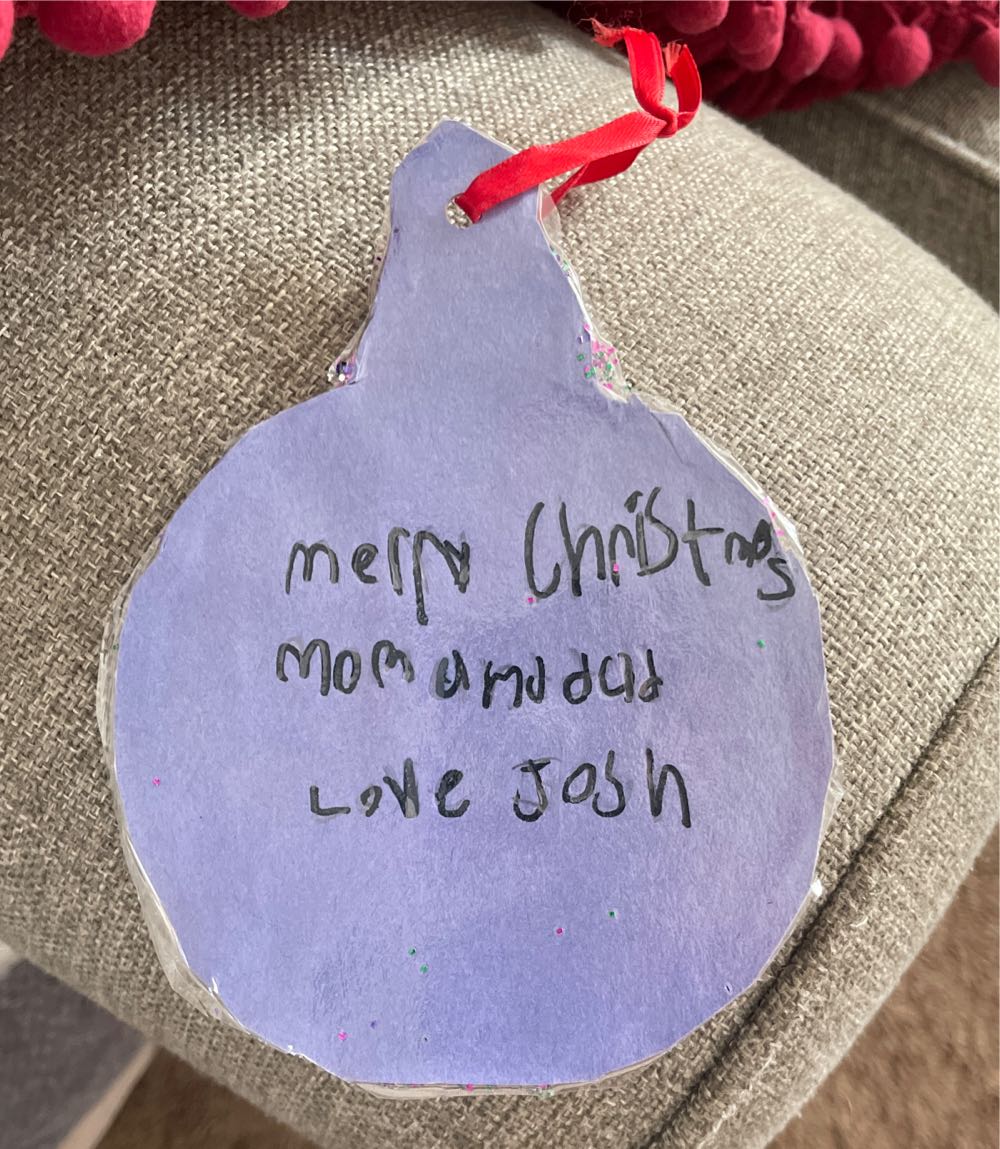 merry Christmas
Mom and dad
Love Josh